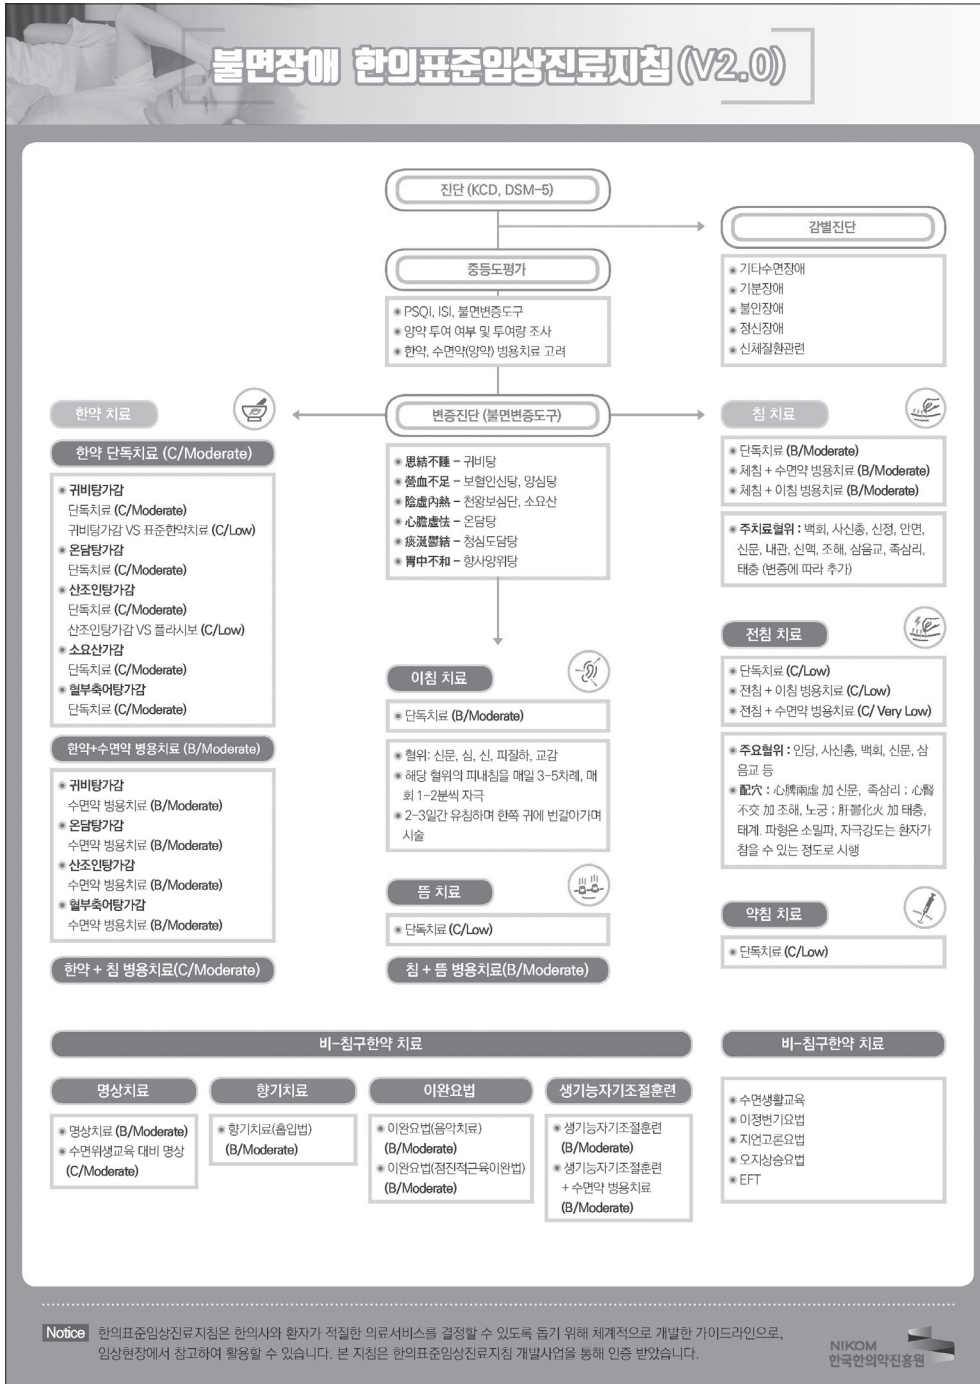 불면장애 한의표준임상진료지침(V2.0)
진단(KCD, DSM-5)
감별진단
기타수면장애
기분장애
불인장애
정신장애
신체질환관련
중등도평가
PSQI, ISI, 불면변증도구
양약 투여 여부 및 투여량 조사
한약, 수면약(양약) 병용치료 고려
변증진단 (불면변증도구)
思結不睡 – 귀비탕
營血不足 – 보혈안신탕, 양심탕
陰虛內熱 – 천왕보심단, 소요산
心膽虛怯 – 온담탕
痰涎鬱結 – 청심도담탕
胃中不和 – 향사양위탕
한약 치료
한약 단독치료 (C/Moderate)
귀비탕가감
단독치료 (C/Moderate)
귀비탕가감 VS 표준한약치료 (C/Low)
온담탕가감
단독치료 (C/Moderate)
산조인탕가감
단독치료 (C/Moderate)
산조인탕가감 VS 플라시보 (C/Low)
소요산가감
단독치료 (C/Moderate)
혈부축어탕가감
단독치료 (C/Moderate)
한약+수면약 병용치료 (B/Moderate)
귀비탕가감
수면약 병용치료 (B/Moderate)
온담탕가감
수면약 병용치료 (B/Moderate)
산조인탕가감
수면약 병용치료 (B/Moderate)
혈부축어탕가감
수면약 병용치료 (B/Moderate)
한약 + 침 병용치료(C/Moderate)
이침 치료
단독치료 (B/Moderate)
혈위: 신문, 심, 신, 피질하, 교감
해당 혈위의 피내침을 매일 3-5차례, 매
회 1-2분씩 자극
2-3일간 유침하며 한쪽 귀에 번갈아가며
시술
뜸 치료
단독치료 (C/Low)
침 + 뜸 병용치료(B/Moderate)
침 치료
단독치료 (B/Moderate)
체침 + 수면약 병용치료 (B/Moderate)
체침 + 이침 병용치료 (B/Moderate)
주치료혈위 : 백회, 사신총, 신정, 안면,
신문, 내관, 신맥, 조해, 삼음교, 족삼리,
태충 (변증에 따라 추가)
전침 치료
단독치료 (C/Low)
전침 + 이침 병용치료 (C/Low)
전침 + 수면약 병용치료 (C/ Very Low)
주요혈위 : 인당, 사신총, 백회, 신문, 삼
음교 등
配穴 : 心脾兩虛 加 신문, 족삼리 ; 心腎
不交 加 조해, 노궁 ; 肝鬱化火 加 태충,
태계. 파형은 소밀파, 자극강도는 환자가
참을 수 있는 정도로 시행
약침 치료
단독치료 (C/Low)
비-침구한약 치료
명상치료
명상치료 (B/Moderate)
수면위생교육 대비 명상
(C/Moderate)
향기치료
향기치료(흡입법)
(B/Moderate)
이완요법
이완요법(음악치료)
(B/Moderate)
이완요법(점진적근육이완법)
(B/Moderate)
생기능자기조절훈련
생기능자기조절훈련
(B/Moderate)
생기능자기조절훈련
+ 수면약 병용치료
(B/Moderate)
비-침구한약 치료
수면생활교육
이정변기요법
지언고론요법
오지상승요법
EFT
Notice 한의표준임상진료지침은 한의사와 환자가 적절한 의료서비스를 결정할 수 있도록 돕기 위해 체계적으로 개발한 가이드라인으로,
임상현장에서 참고하여 활용할 수 있습니다. 본 지침은 한의표준임상진료지침 개발사업을 통해 인증 받았습니다.
NIKOM
한국한의약진흥원